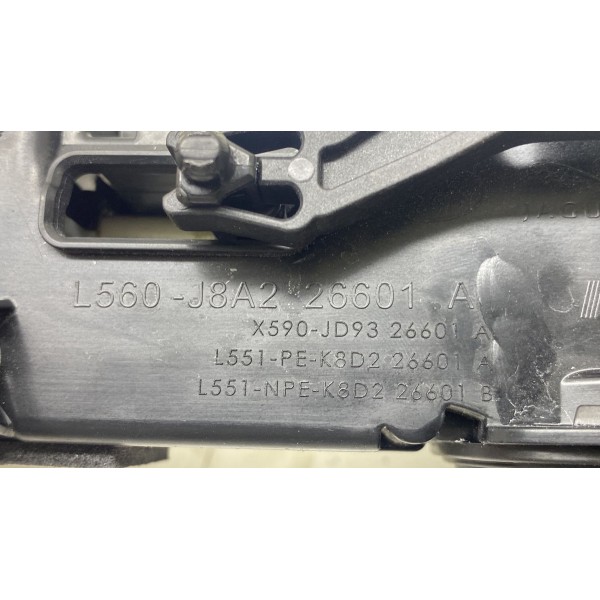 L560-J8A2 26601 A
X590-JD93 26601 A
L551-PE-K8D2 26601 A
L551-NPE-K8D2 26601 B